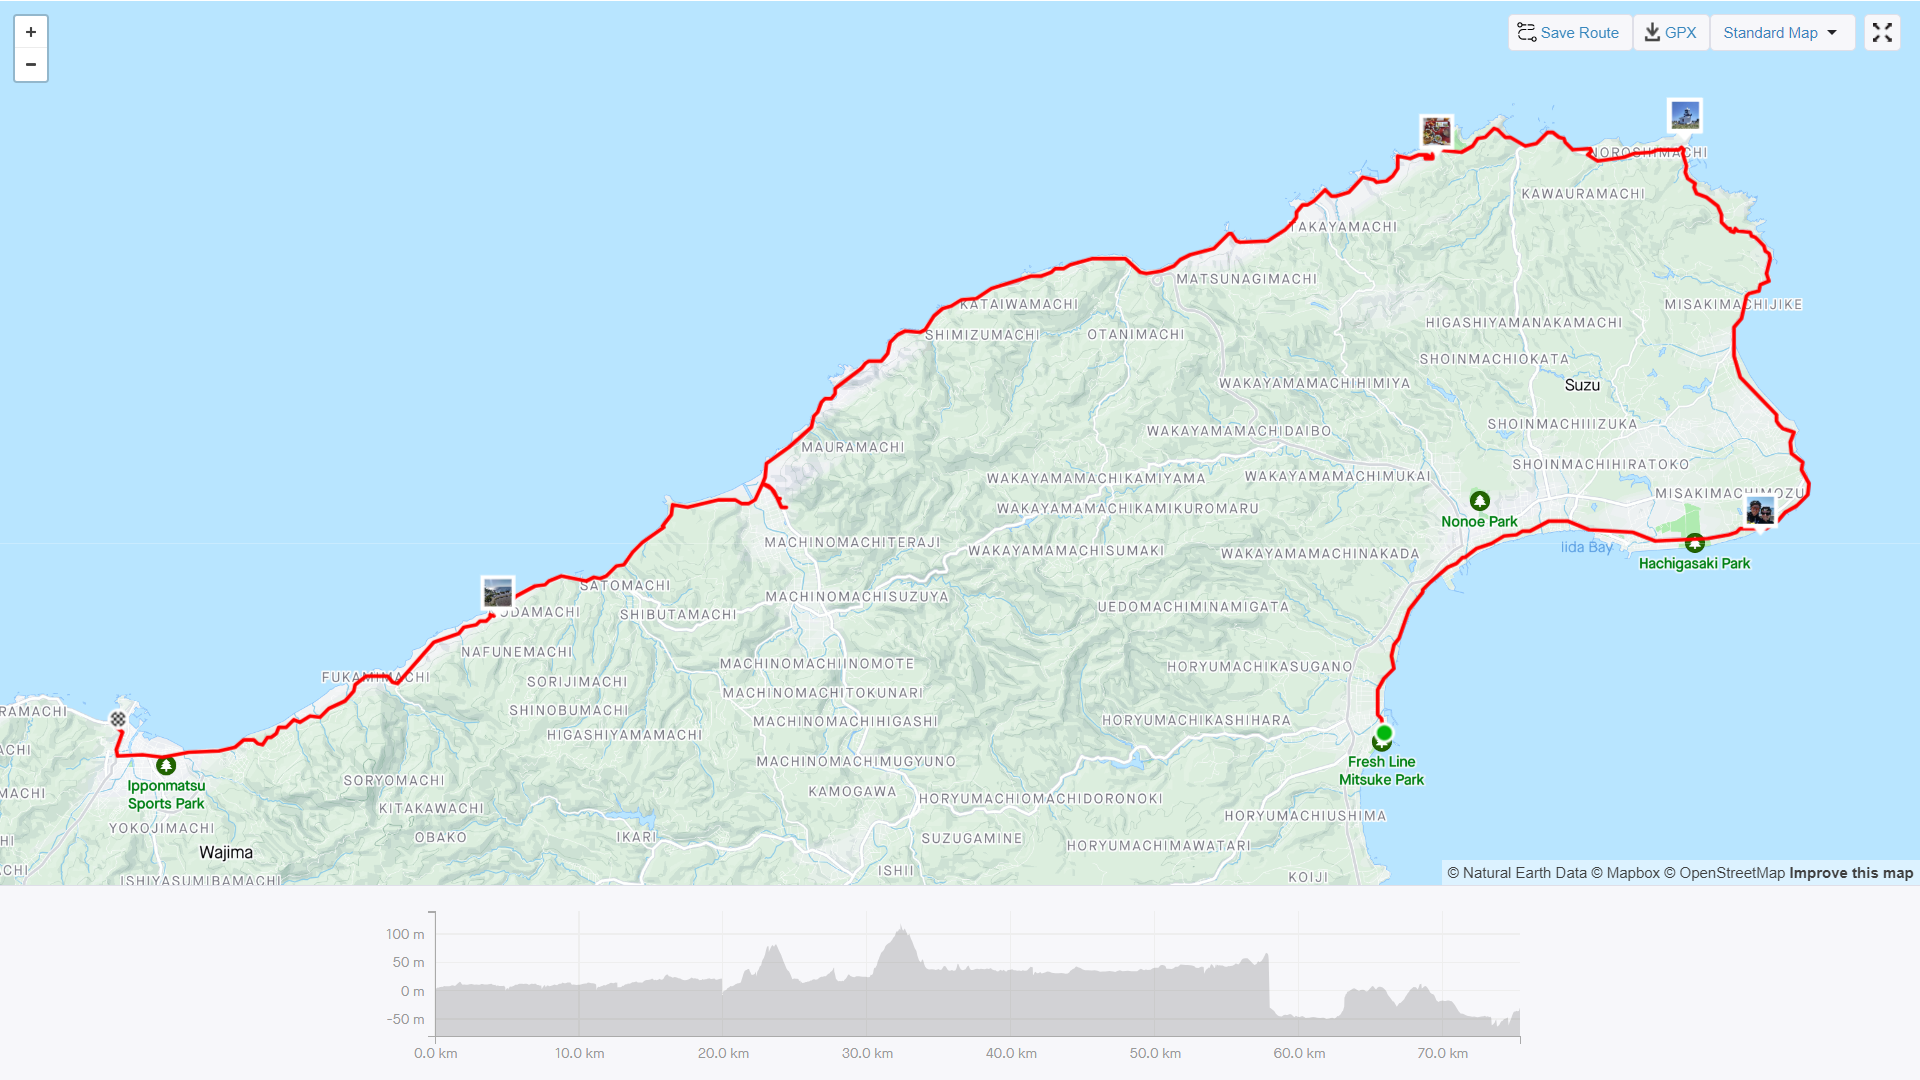 +
−
Save Route
GPX
Standard Map
NOROSHIMACHI
KAWAURAMACHI
TAKAYAMACHI
MATSUNAGIMACHI
MISAKIMACHIJIKE
KATAIWAMACHI
HIGASHIYAMANAKAMACHI
SHIMIZUMACHI
OTANIMACHI
SHOINMACHIOKATA
WAKAYAMAMACHIHIMIYA
Suzu
SHOINMACHIIIZUKA
WAKAYAMAMACHIDAIBO
MAURAMACHI
SHOINMACHIHIRATOKO
WAKAYAMAMACHIKAMIYAMA
WAKAYAMAMACHIMUKAI
MISAKIMACHIMOZU
WAKAYAMAMACHIKAMIKUROMARU
Nonoe Park
MACHINOMACHITERAJI
WAKAYAMAMACHISUMAKI
WAKAYAMAMACHINAKADA
Iida Bay
Hachigasaki Park
SATOMACHI
MACHINOMACHISUZUYA
UEDOMACHIMINAMIGATA
UDAMACHI
SHIBUTAMACHI
NAFUNEMACHI
MACHINOMACHIINOMOTE
HORYUMACHIKASUGANO
FUKAMIMACHI
SORIJIMACHI
MACHINOMACHITOKUNARI
SHINOBUMACHI
RAMACHI
MACHINOMACHIHIGASHI
HORYUMACHIKASHIHARA
HIGASHIYAMAMACHI
ACHI
MACHINOMACHIMUGYUNO
Fresh Line
Mitsuke Park
SORYOMACHI
Ipponmatsu
Sports Park
KAMOGAWA
HORYUMACHIOMACHIDORONOKI
MACHI
KITAKAWACHI
HORYUMACHIUSHIMA
YOKOJIMACHI
OBAKO
IKARI
SUZUGAMINE
HORYUMACHIMAWATARI
HI
Wajima
CHI
ISHII
KOIJI
ISHIYASUMIBAMACHI
© Natural Earth Data © Mapbox © OpenStreetMap Improve this map
100 m
50 m
0 m
-50 m
0.0 km 10.0 km 20.0 km 30.0 km 40.0 km 50.0 km 60.0 km 70.0 km